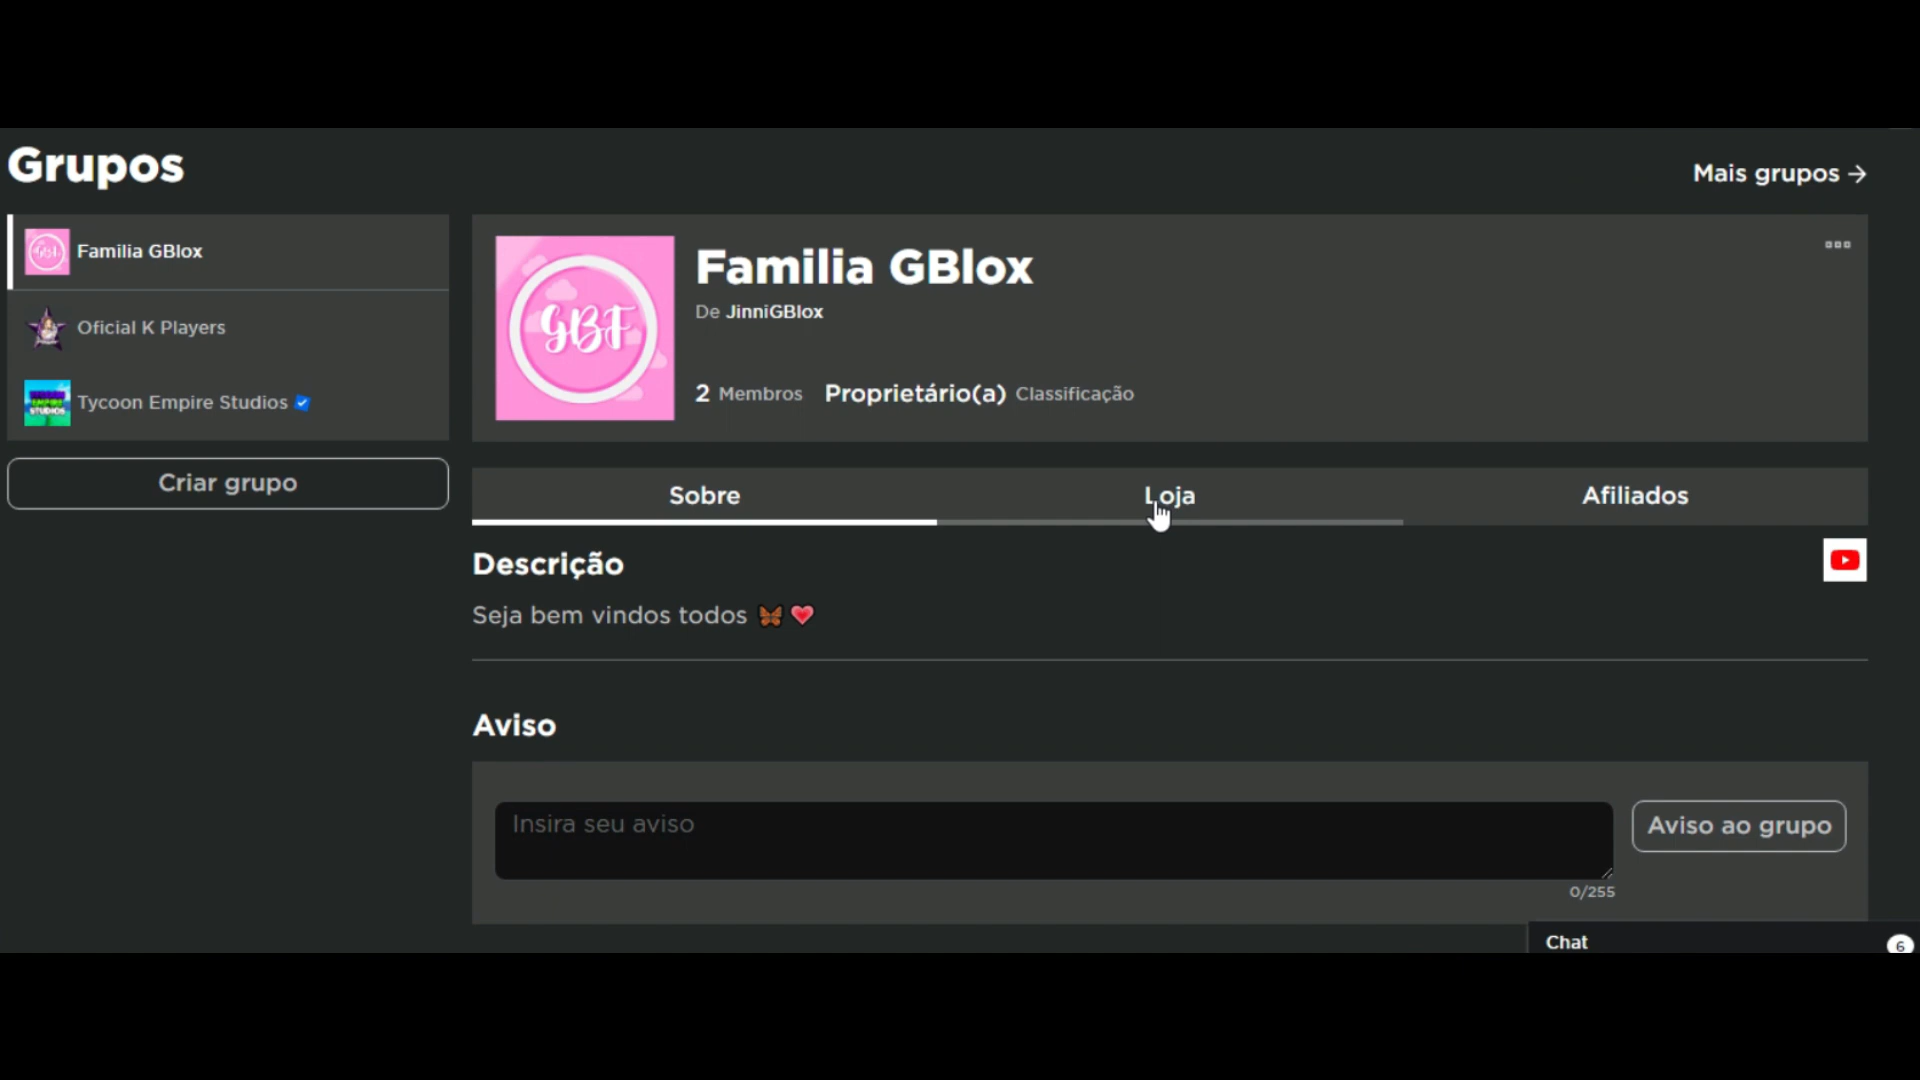 Grupos
Mais grupos →
Familia GBlox
Oficial K Players
Tycoon Empire Studios
Criar grupo
GBF
Familia GBlox
De JinniGBlox
2 Membros Proprietário(a) Classificação
Sobre Loja Afiliados
Descrição
Seja bem vindos todos 🦋❤️
Aviso
Insira seu aviso
Aviso ao grupo
0/255
Chat 6